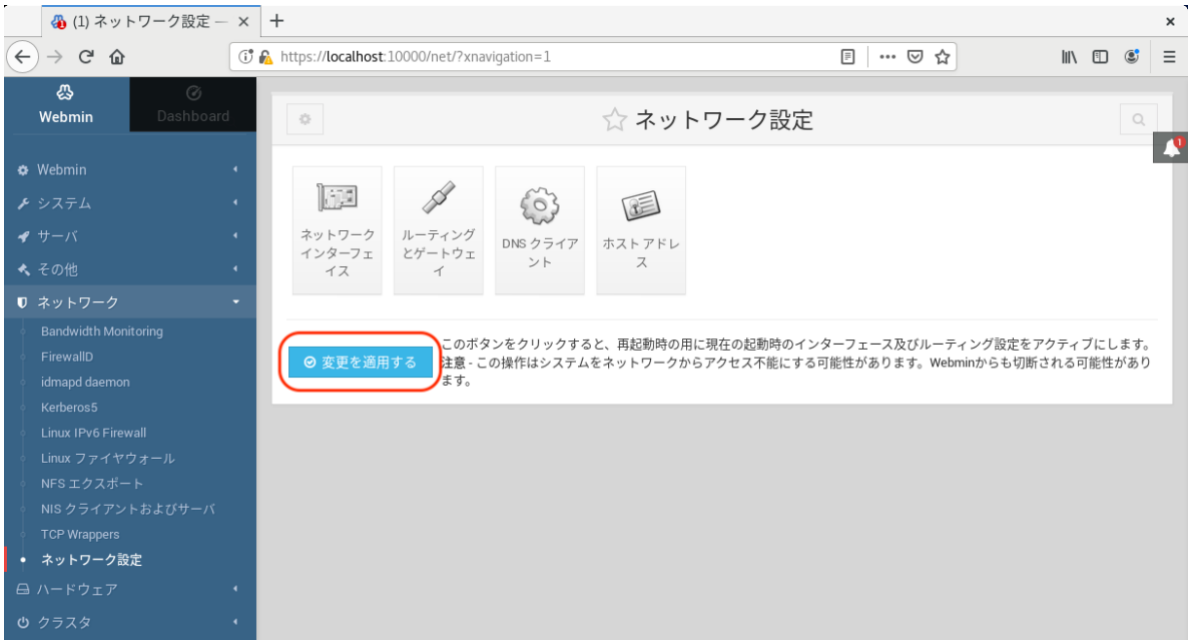 (1) ネットワーク設定 —
https://localhost:10000/net/?xnavigation=1
Webmin
Dashboard
Webmin
システム
サーバ
その他
ネットワーク
Bandwidth Monitoring
FirewallD
idmapd daemon
Kerberos5
Linux IPv6 Firewall
Linux ファイヤウォール
NFS エクスポート
NIS クライアントおよびサーバ
TCP Wrappers
ネットワーク設定
ハードウェア
クラスタ
ネットワーク設定
1
ネットワーク
インターフェ
イス
ルーティング
とゲートウェ
イ
DNS クライア
ント
ホスト アドレ
ス
変更を適用する
このボタンをクリックすると、再起動時の用に現在の起動時のインターフェース及びルーティング設定をアクティブにします。
注意 - この操作はシステムをネットワークからアクセス不能にする可能性があります。Webminからも切断される可能性があり
ます。